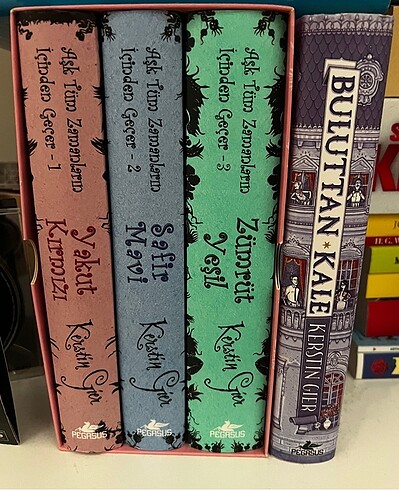 Aşk Tüm Zamanların
İçinden Geçer - 1
Yakut
Kırmızı
Kerstin Gier
PEGASUS
Aşk Tüm Zamanların
İçinden Geçer - 2
Safir
Mavi
Kerstin Gier
PEGASUS
Aşk Tüm Zamanların
İçinden Geçer - 3
Zümrüt
Yeşil
Kerstin Gier
PEGASUS
BULUTTAN * KALE
KERSTIN GIER
PEGASUS
H. G. W